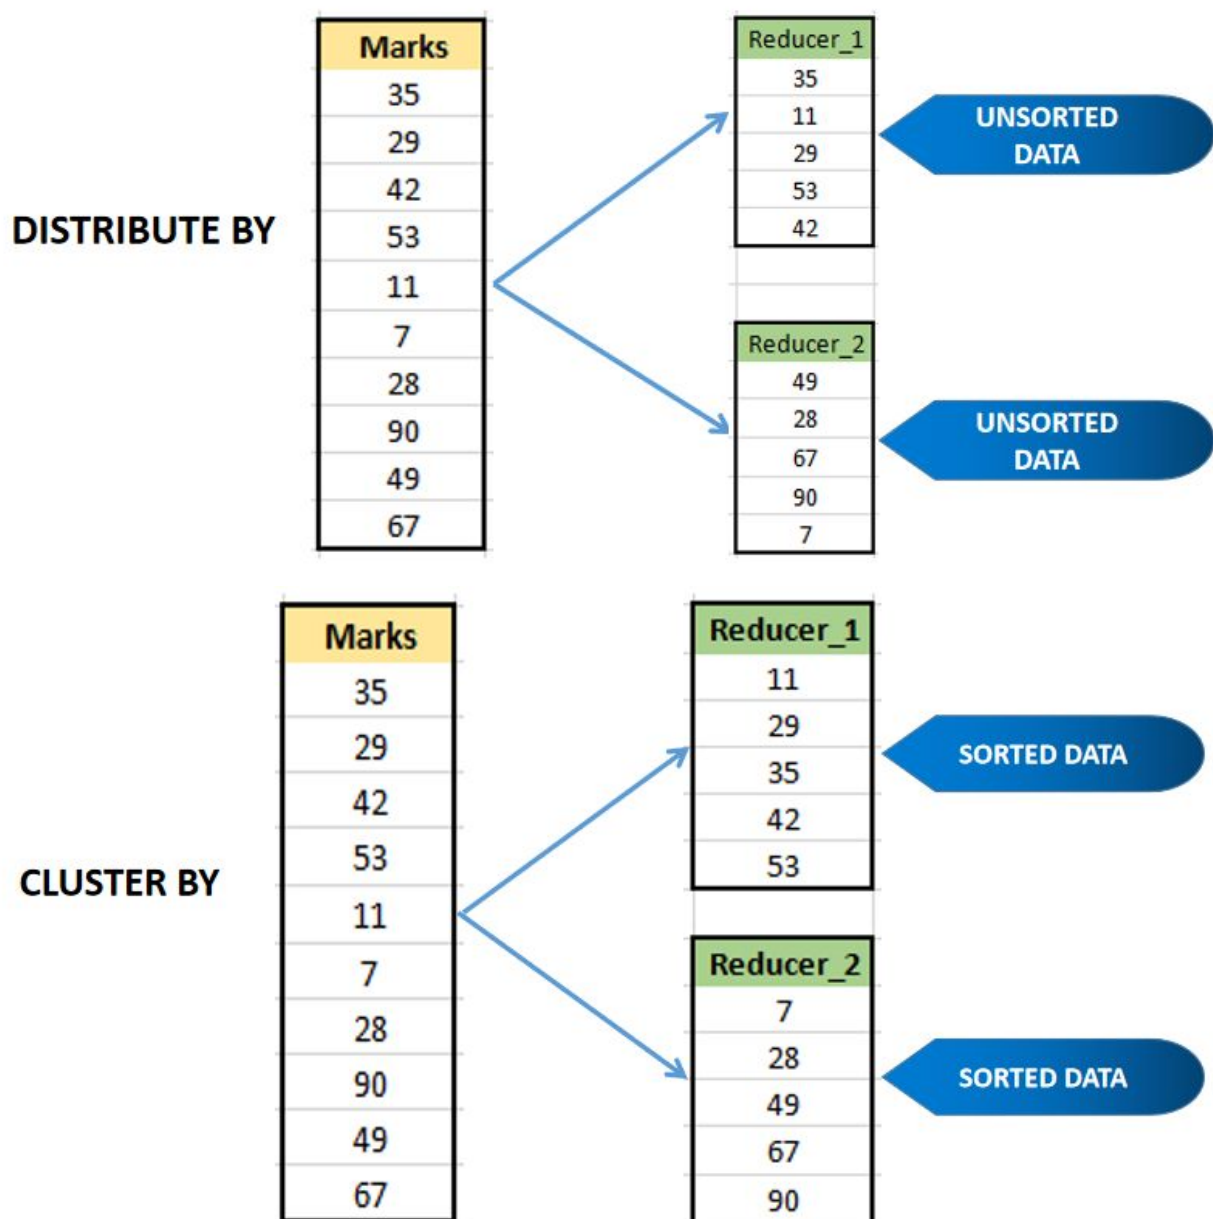 DISTRIBUTE BY
Marks
35
29
42
53
11
7
28
90
49
67
Reducer_1
35
11
29
53
42
UNSORTED
DATA
Reducer_2
49
28
67
90
7
UNSORTED
DATA
CLUSTER BY
Marks
35
29
42
53
11
7
28
90
49
67
Reducer_1
11
29
35
42
53
SORTED DATA
Reducer_2
7
28
49
67
90
SORTED DATA